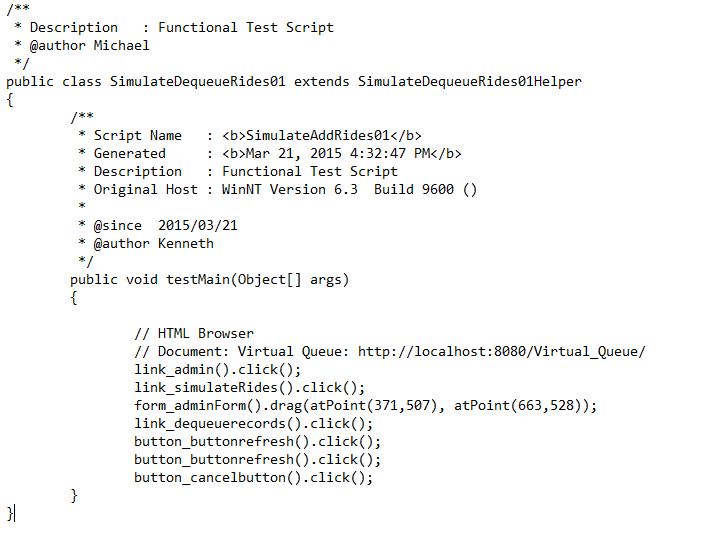 /**
 * Description   : Functional Test Script
 * @author Michael
 */
public class SimulateDequeueRides01 extends SimulateDequeueRides01Helper
{
        /**
         * Script Name   : <b>SimulateAddRides01</b>
         * Generated     : <b>Mar 21, 2015 4:32:47 PM</b>
         * Description   : Functional Test Script
         * Original Host : WinNT Version 6.3  Build 9600 ()
         *
         * @since  2015/03/21
         * @author Kenneth
         */
        public void testMain(Object[] args)
        {

                // HTML Browser
                // Document: Virtual Queue: http://localhost:8080/Virtual_Queue/
                link_admin().click();
                link_simulateRides().click();
                form_adminForm().drag(atPoint(371,507), atPoint(663,528));
                link_dequeuerecords().click();
                button_buttonrefresh().click();
                button_buttonrefresh().click();
                button_cancelbutton().click();
        }
}